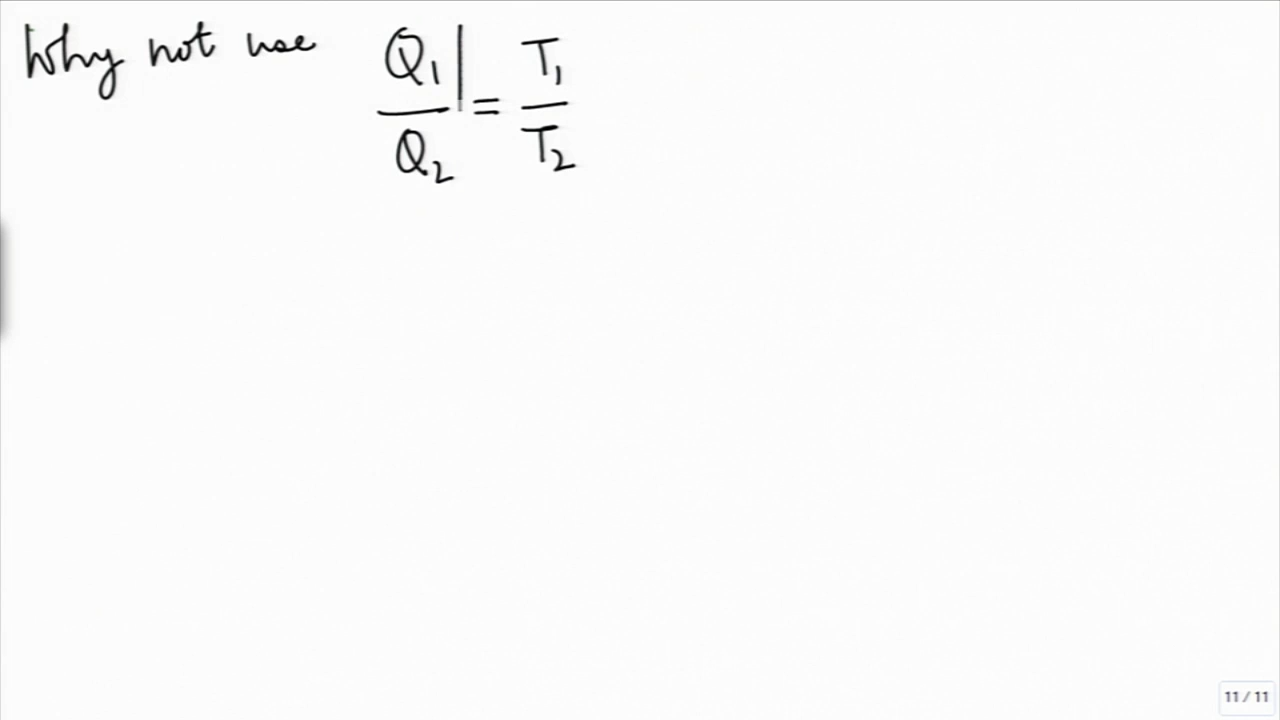 Why not use Q₁/Q₂| = T₁/T₂
11 / 11